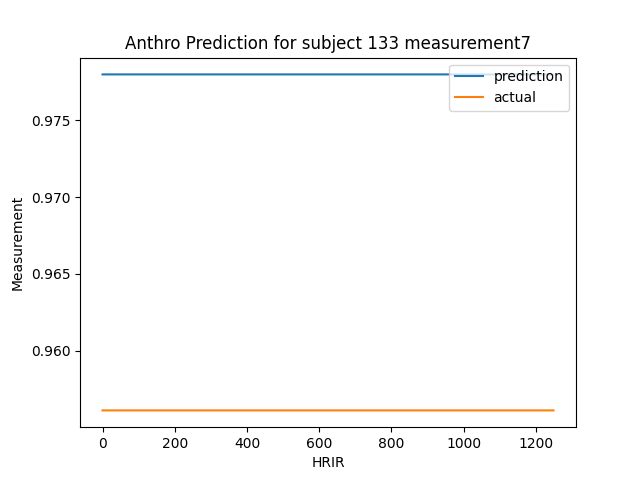 Anthro Prediction for subject 133 measurement7
prediction
actual
0.975
0.970
0.965
0.960
Measurement
0 200 400 600 800 1000 1200
HRIR